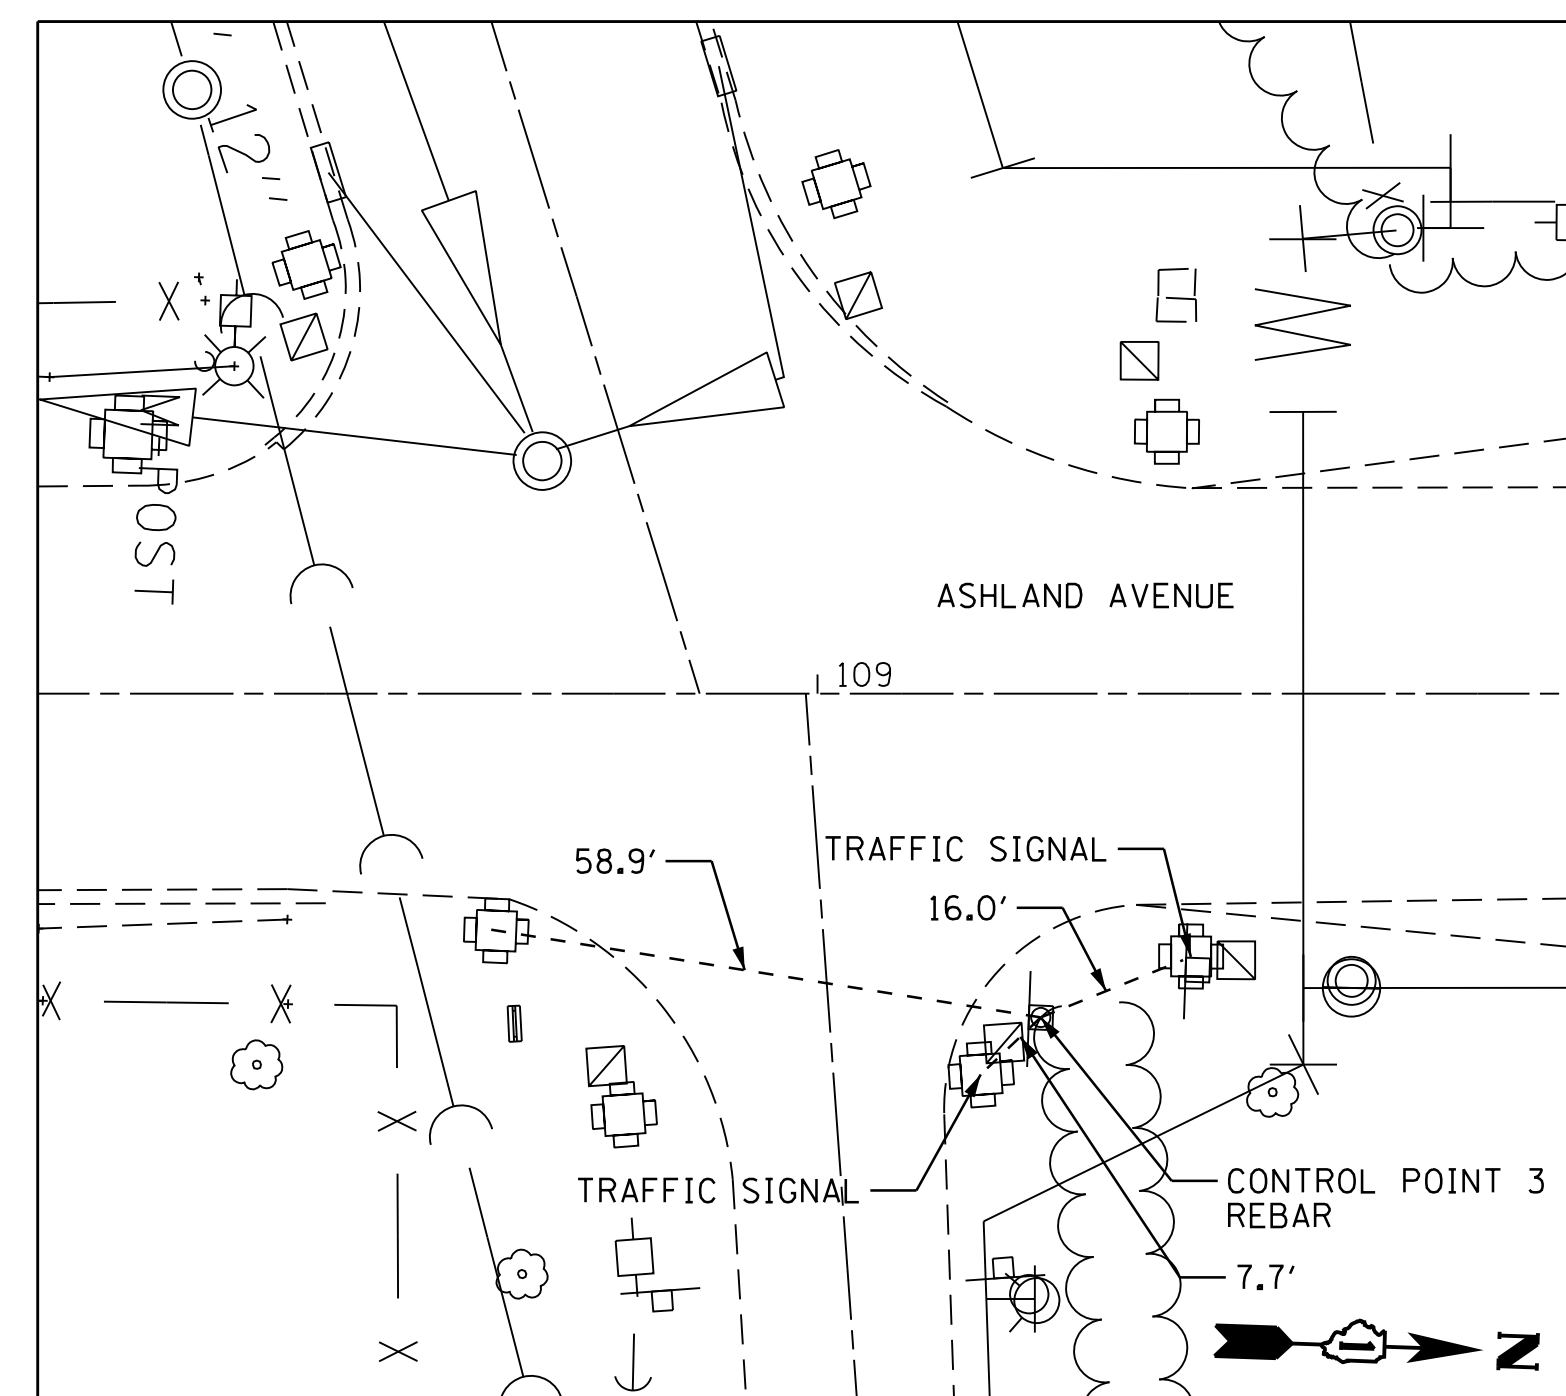 12"
POST
ASHLAND AVENUE
109
TRAFFIC SIGNAL
58.9'
16.0'
TRAFFIC SIGNAL
CONTROL POINT 3
REBAR
7.7'
N